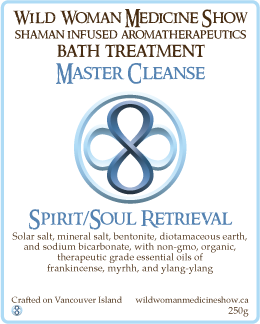 Wild Woman Medicine Show
shaman infused aromatherapeutics
bath treatment
Master Cleanse
Spirit/Soul Retrieval
Solar salt, mineral salt, bentonite, diotamaceous earth,
and sodium bicarbonate, with non-gmo, organic,
therapeutic grade essential oils of
frankincense, myrhh, and ylang-ylang
Crafted on Vancouver Island wildwomanmedicineshow.ca
250g